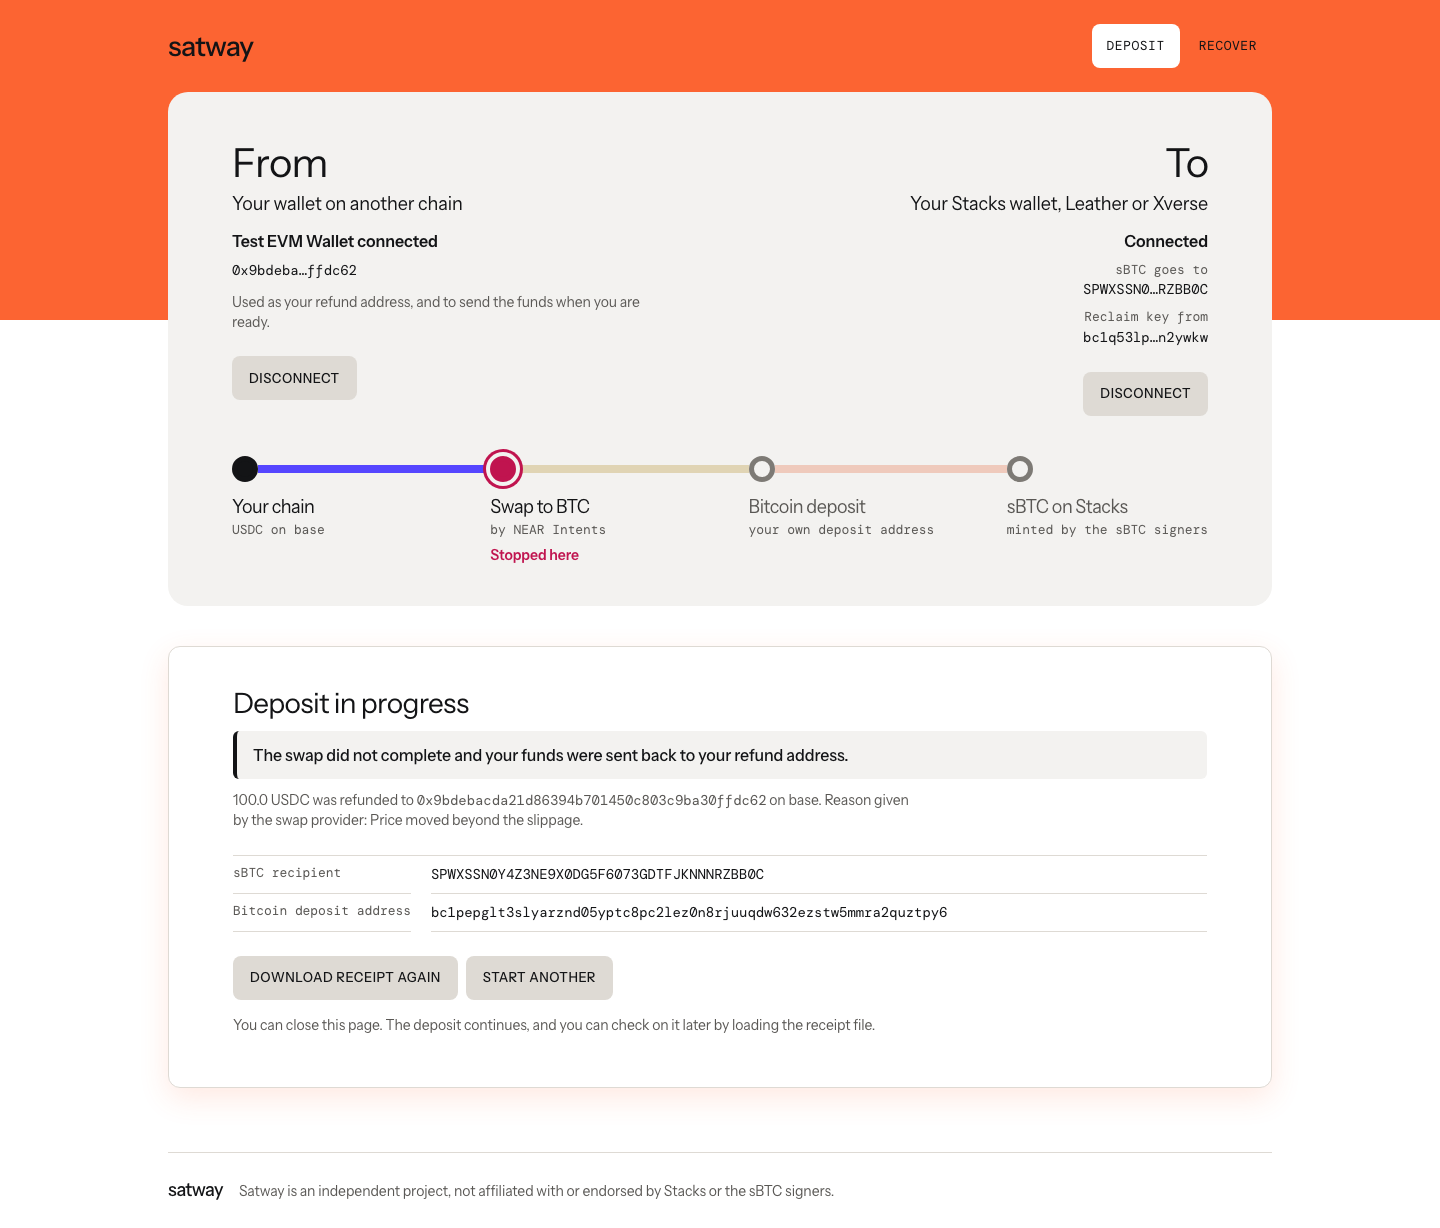 satway
DEPOSIT
RECOVER
From
To
Your wallet on another chain
Your Stacks wallet, Leather or Xverse
Test EVM Wallet connected
Connected
0x9bdeba…ffdc62
sBTC goes to
SPWXSSN0…RZBB0C
Used as your refund address, and to send the funds when you are
ready.
Reclaim key from
bc1q53lp…n2ywkw
DISCONNECT
DISCONNECT
Your chain
USDC on base
Swap to BTC
by NEAR Intents
Stopped here
Bitcoin deposit
your own deposit address
sBTC on Stacks
minted by the sBTC signers
Deposit in progress
The swap did not complete and your funds were sent back to your refund address.
100.0 USDC was refunded to 0x9bdebacda21d86394b701450c803c9ba30ffdc62 on base. Reason given
by the swap provider: Price moved beyond the slippage.
sBTC recipient
SPWXSSN0Y4Z3NE9X0DG5F6073GDTFJKNNNRZBB0C
Bitcoin deposit address
bc1pepglt3slyarznd05yptc8pc2lez0n8rjuuqdw632ezstw5mmra2quztpy6
DOWNLOAD RECEIPT AGAIN
START ANOTHER
You can close this page. The deposit continues, and you can check on it later by loading the receipt file.
satway
Satway is an independent project, not affiliated with or endorsed by Stacks or the sBTC signers.